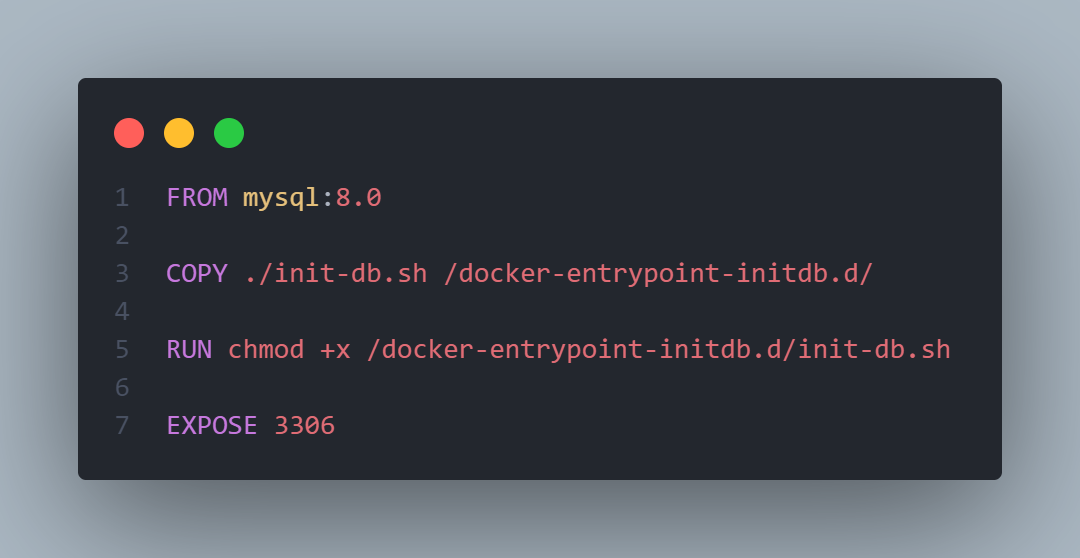 1 FROM mysql:8.0
2
3 COPY ./init-db.sh /docker-entrypoint-initdb.d/
4
5 RUN chmod +x /docker-entrypoint-initdb.d/init-db.sh
6
7 EXPOSE 3306